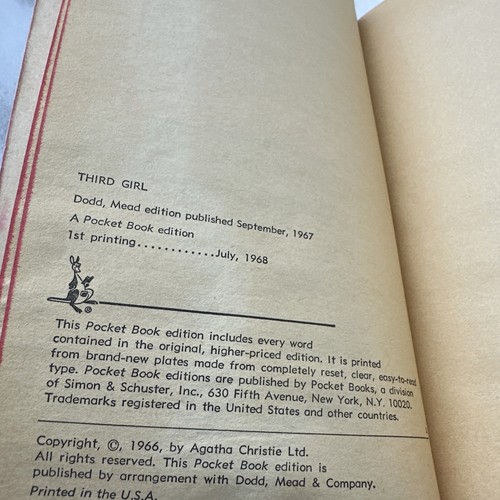 THIRD GIRL
Dodd, Mead edition published September, 1967
A Pocket Book edition
1st printing............July, 1968
®
This Pocket Book edition includes every word
contained in the original, higher-priced edition. It is printed
from brand-new plates made from completely reset, clear, easy-to-read
type. Pocket Book editions are published by Pocket Books, a division
of Simon & Schuster, Inc., 630 Fifth Avenue, New York, N.Y. 10020.
Trademarks registered in the United States and other countries.
Copyright, ©, 1966, by Agatha Christie Ltd.
All rights reserved. This Pocket Book edition is
published by arrangement with Dodd, Mead & Company.
Printed in the U.S.A.